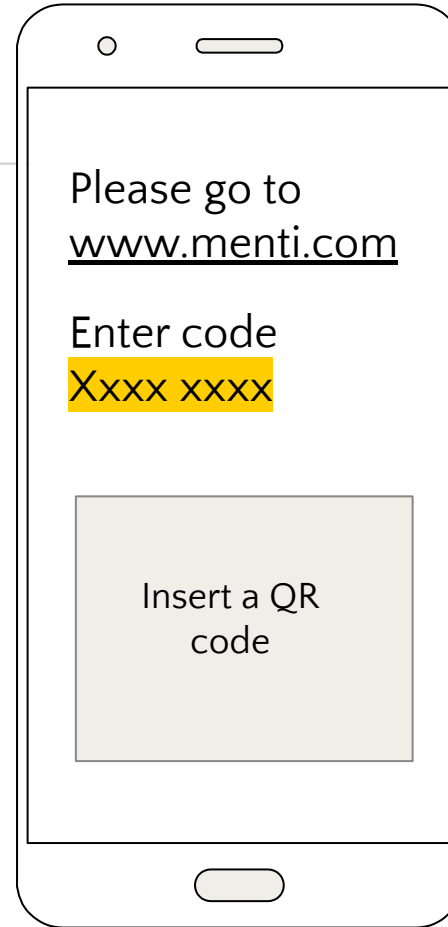 Please go to
www.menti.com
Enter code
Xxxx xxxx
Insert a QR
code